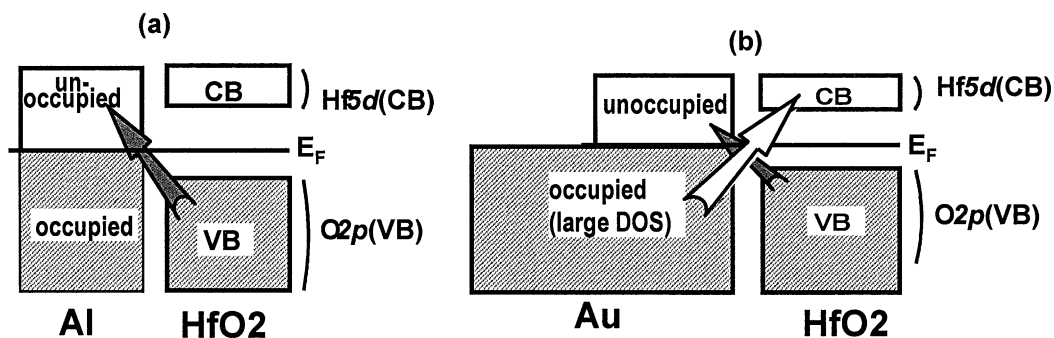 (a)
un-
occupied
CB
Hf5d(CB)
E_F
occupied
VB
O2p(VB)
Al
HfO2
(b)
unoccupied
CB
Hf5d(CB)
E_F
occupied
(large DOS)
VB
O2p(VB)
Au
HfO2